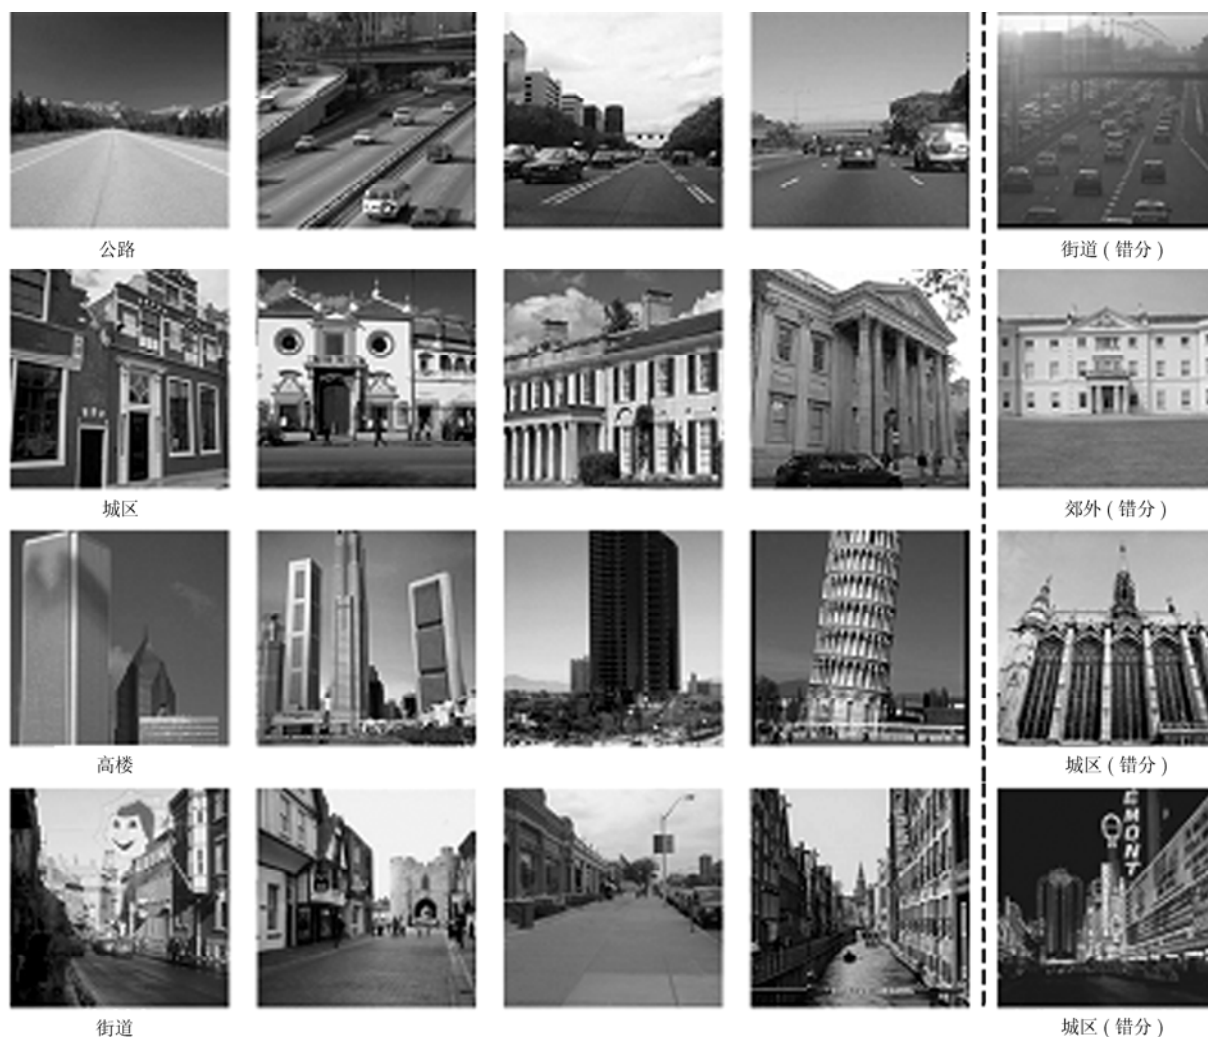 公路
街道 ( 错分 )
城区
郊外 ( 错分 )
高楼
城区 ( 错分 )
EMONT
街道
城区 ( 错分 )